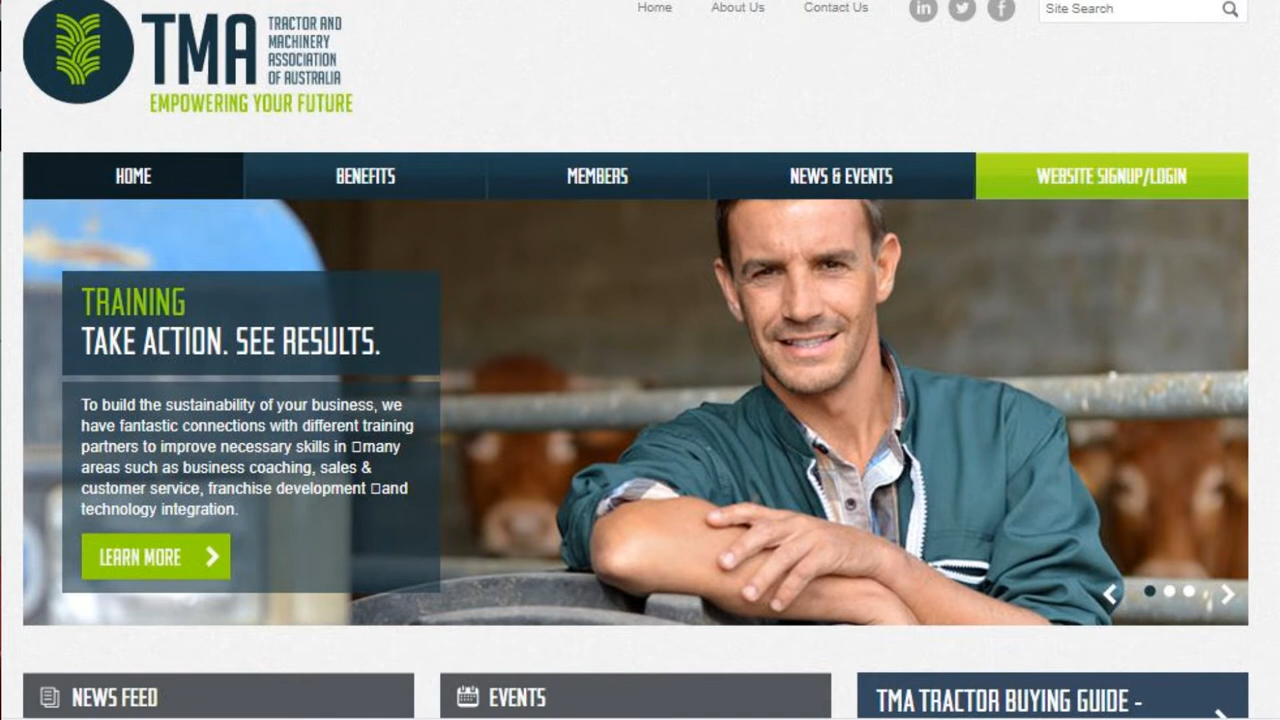 Home About Us Contact Us in f Site Search
TMA
TRACTOR AND
MACHINERY
ASSOCIATION
OF AUSTRALIA
EMPOWERING YOUR FUTURE
HOME BENEFITS MEMBERS NEWS & EVENTS WEBSITE SIGNUP/LOGIN
TRAINING
TAKE ACTION. SEE RESULTS.
To build the sustainability of your business, we
have fantastic connections with different training
partners to improve necessary skills in □many
areas such as business coaching, sales &
customer service, franchise development □and
technology integration.
LEARN MORE
NEWS FEED
EVENTS
TMA TRACTOR BUYING GUIDE -